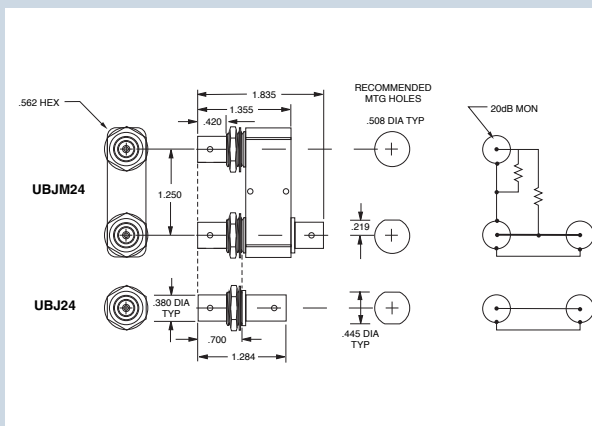 1.835
RECOMMENDED
MTG HOLES
1.355
.562 HEX
20dB MON
.420
.508 DIA TYP
UBJM24
1.250
.219
UBJ24
.380 DIA
TYP
.445 DIA
TYP
.700
1.284